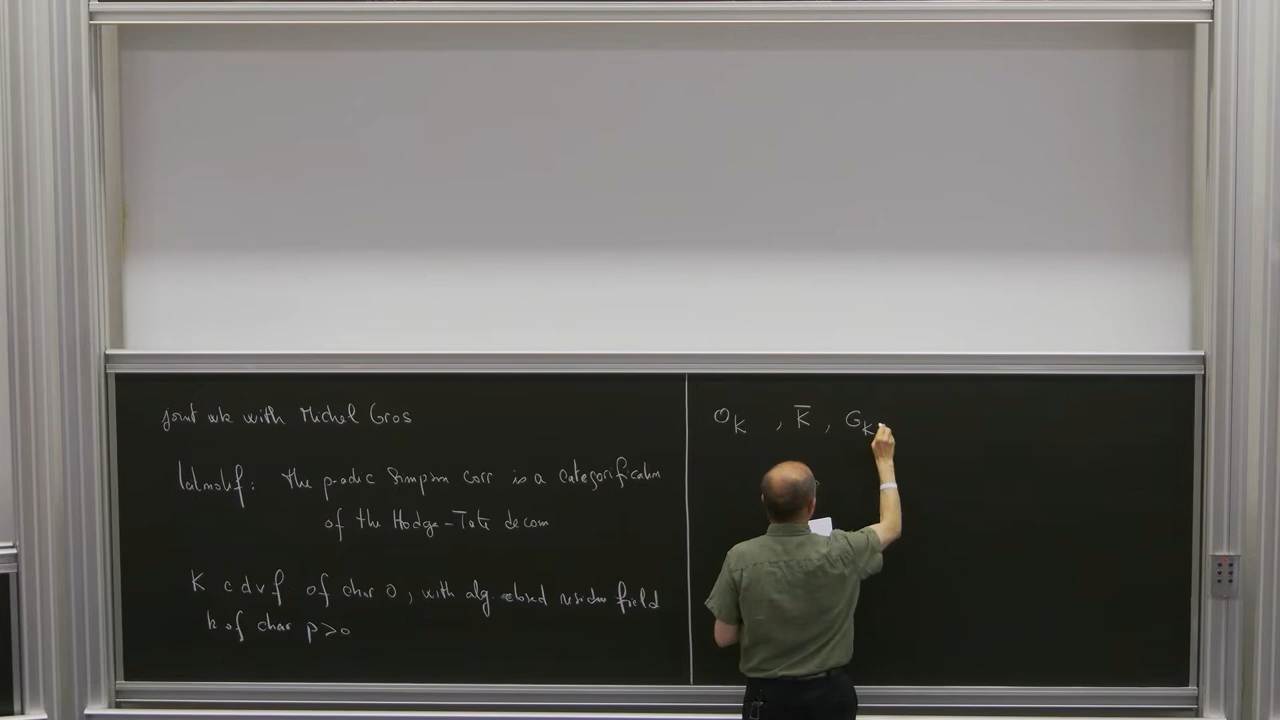 joint wk with Michel Gros
leitmotif: the p-adic Simpson corr is a categorification
of the Hodge-Tate decom
K c d v f of char 0, with alg. closed residue field
k of char p>0
O_K , K̄ , G_K